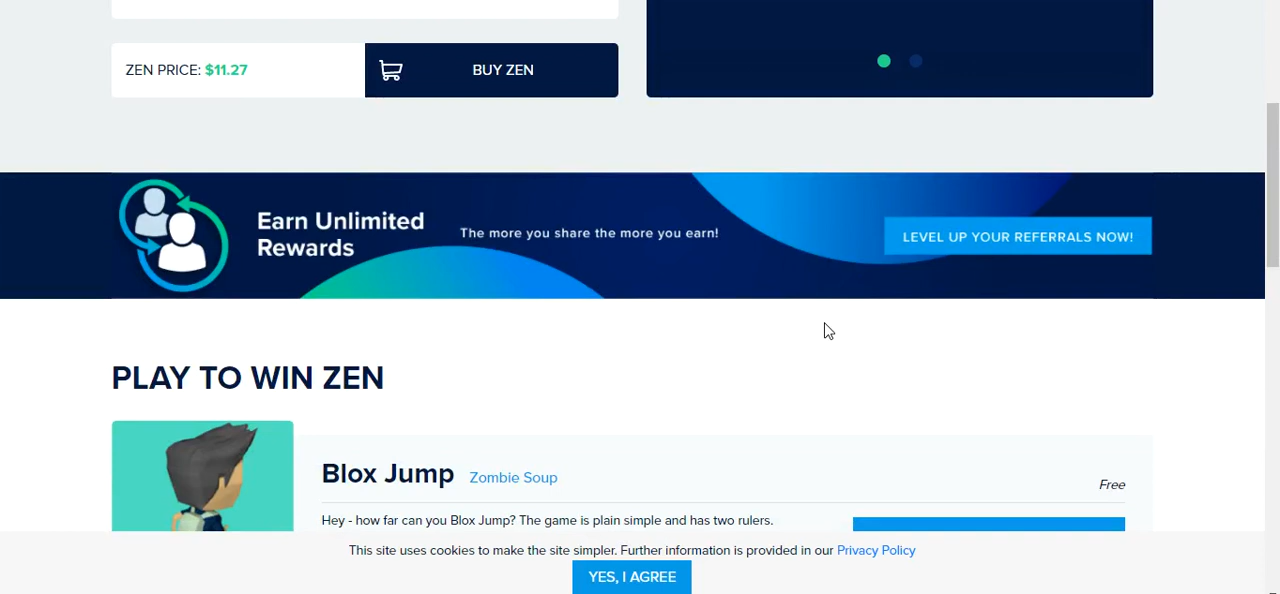 ZEN PRICE: $11.27
BUY ZEN
Earn Unlimited
Rewards
The more you share the more you earn!
LEVEL UP YOUR REFERRALS NOW!
PLAY TO WIN ZEN
Blox Jump Zombie Soup
Free
Hey - how far can you Blox Jump? The game is plain simple and has two rulers.
This site uses cookies to make the site simpler. Further information is provided in our Privacy Policy
YES, I AGREE